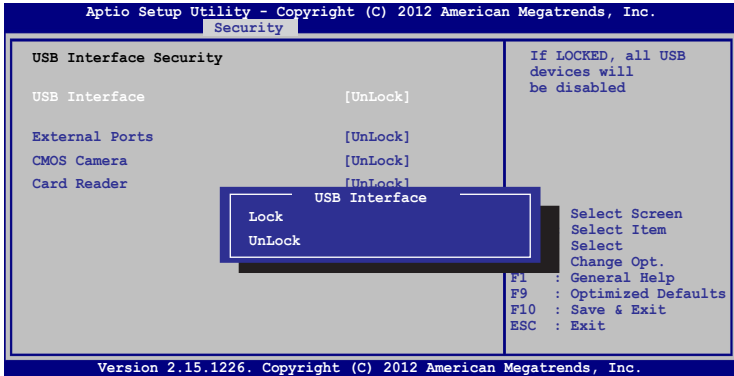 Aptio Setup Utility - Copyright (C) 2012 American Megatrends, Inc.
Security
USB Interface Security
USB Interface [UnLock]
External Ports [UnLock]
CMOS Camera [UnLock]
Card Reader [UnLock]
USB Interface
Lock
UnLock
If LOCKED, all USB
devices will
be disabled
Select Screen
Select Item
Select
Change Opt.
F1 : General Help
F9 : Optimized Defaults
F10 : Save & Exit
ESC : Exit
Version 2.15.1226. Copyright (C) 2012 American Megatrends, Inc.